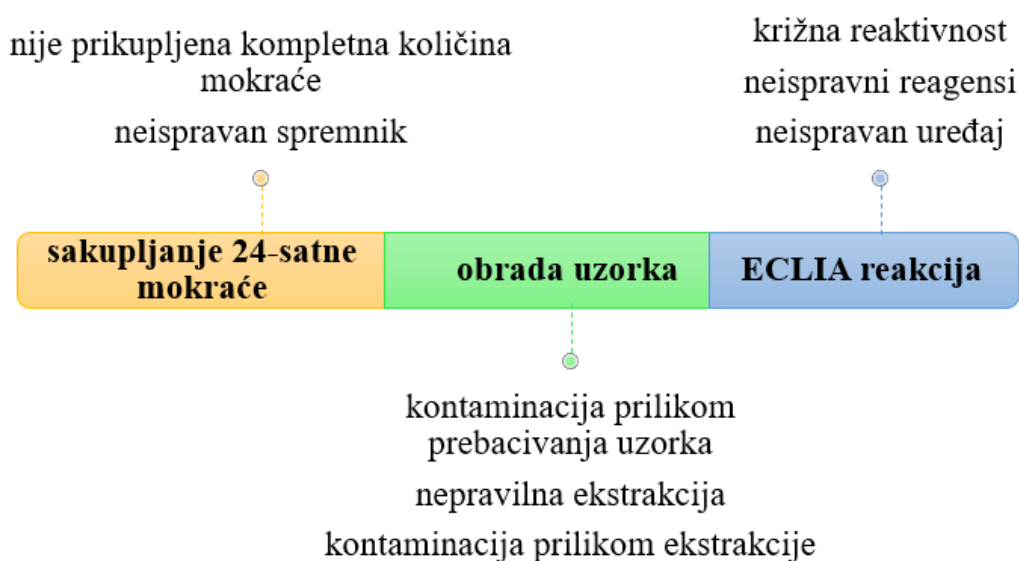 nije prikupljena kompletna količina
mokraće
neispravan spremnik
križna reaktivnost
neispravni reagensi
neispravan uređaj
sakupljanje 24-satne
mokraće
obrada uzorka
ECLIA reakcija
kontaminacija prilikom
prebacivanja uzorka
nepravilna ekstrakcija
kontaminacija prilikom ekstrakcije